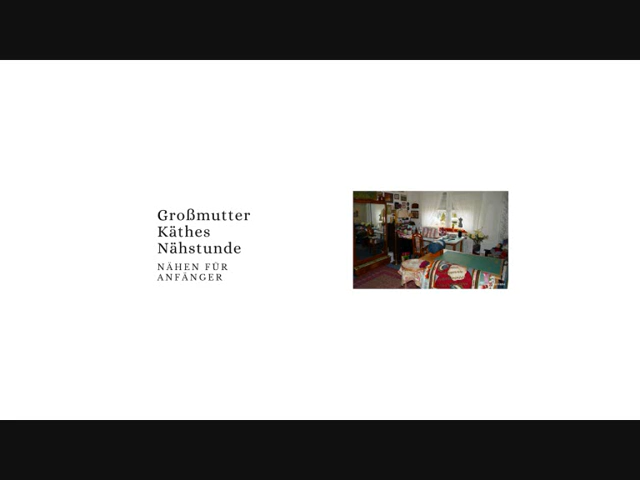 Großmutter
Käthes
Nähstunde
NÄHEN FÜR
ANFÄNGER